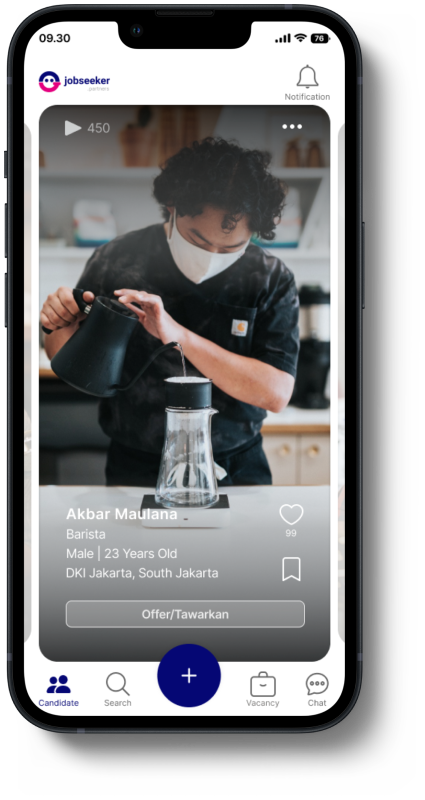 09.30
76
jobseeker
partners
Notification
450
Akbar Maulana
Barista
99
Male | 23 Years Old
DKI Jakarta, South Jakarta
Offer/Tawarkan
Candidate
Search
Vacancy
Chat